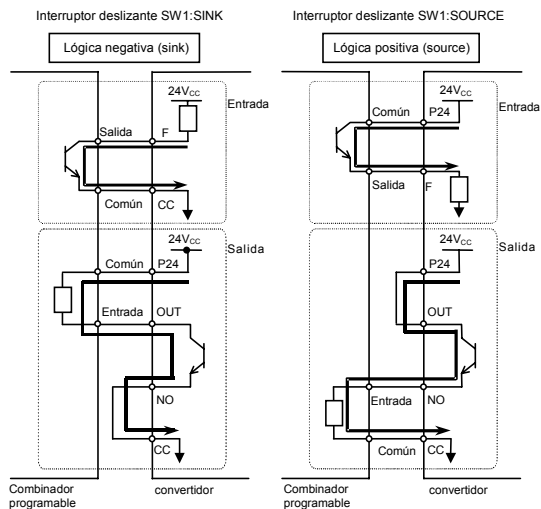 Interruptor deslizante SW1:SINK
Lógica negativa (sink)
24VCC
Entrada
Salida
F
Común
CC
24VCC
Salida
Común
P24
Entrada
OUT
NO
CC
Combinador
programable
convertidor
Interruptor deslizante SW1:SOURCE
Lógica positiva (source)
24VCC
Entrada
Común
P24
Salida
F
24VCC
Salida
P24
OUT
Entrada
NO
Común
CC
Combinador
programable
convertidor